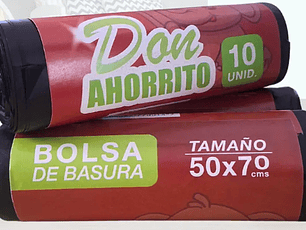 Don
AHORRITO
10
UNID.
BOLSA
DE BASURA
TAMAÑO
50x70
cms